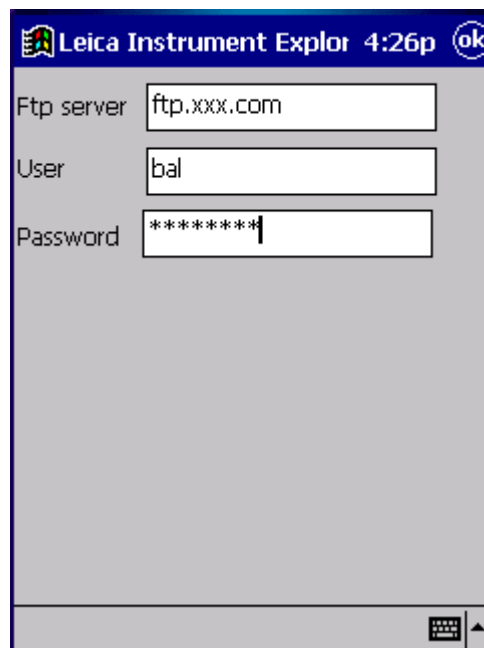 Leica Instrument Explor 4:26p ok
Ftp server ftp.xxx.com
User bal
Password ********